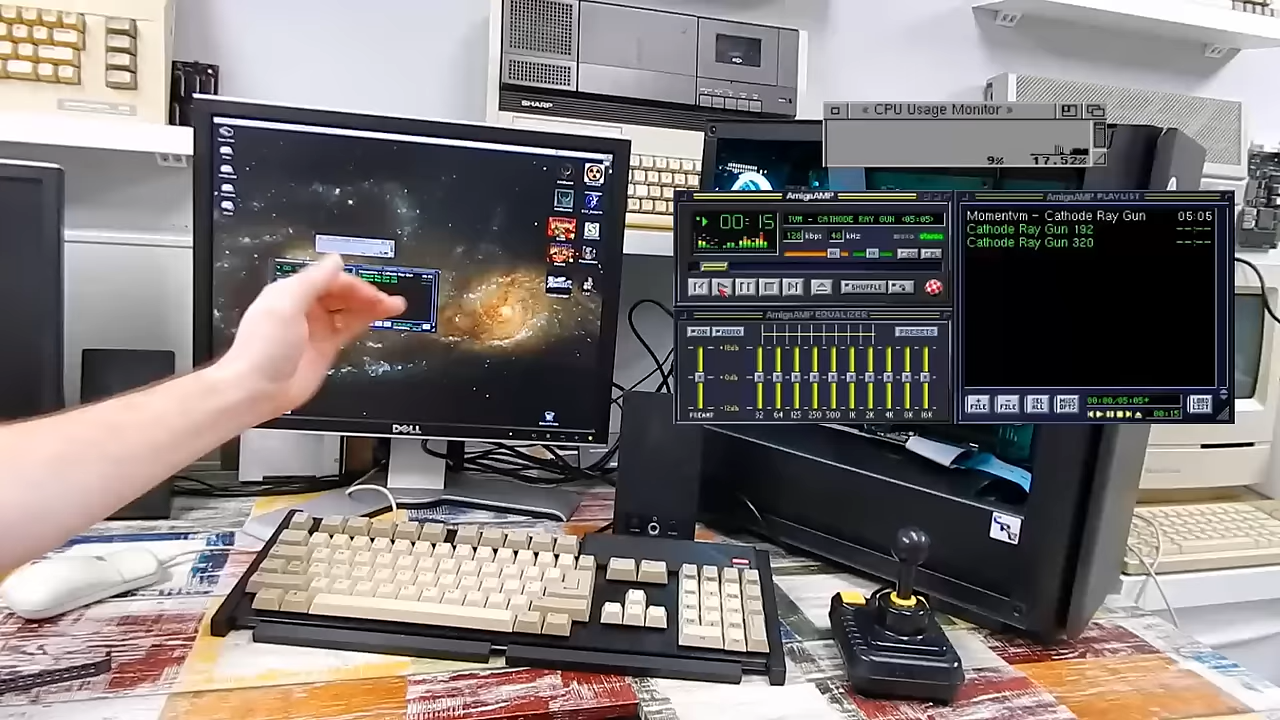 SHARP
« CPU Usage Monitor »
9% 17.52%
AmigaAMP
00:15
TVM - CATHODE RAY GUN <05:05>
128 kbps 48 kHz mono stereo
EQ PL
SHUFFLE
AmigaAMP EQUALIZER
ON AUTO PRESETS
+12db
+0db
-12db
PREAMP 32 64 125 250 500 1K 2K 4K 8K 16K
AmigaAMP PLAYLIST
Momentvm - Cathode Ray Gun 05:05
Cathode Ray Gun 192 --:--
Cathode Ray Gun 320 --:--
+ FILE
- FILE
SEL ALL
MISC OPTS
00:00/05:05+
00:15
LOAD LIST
DELL